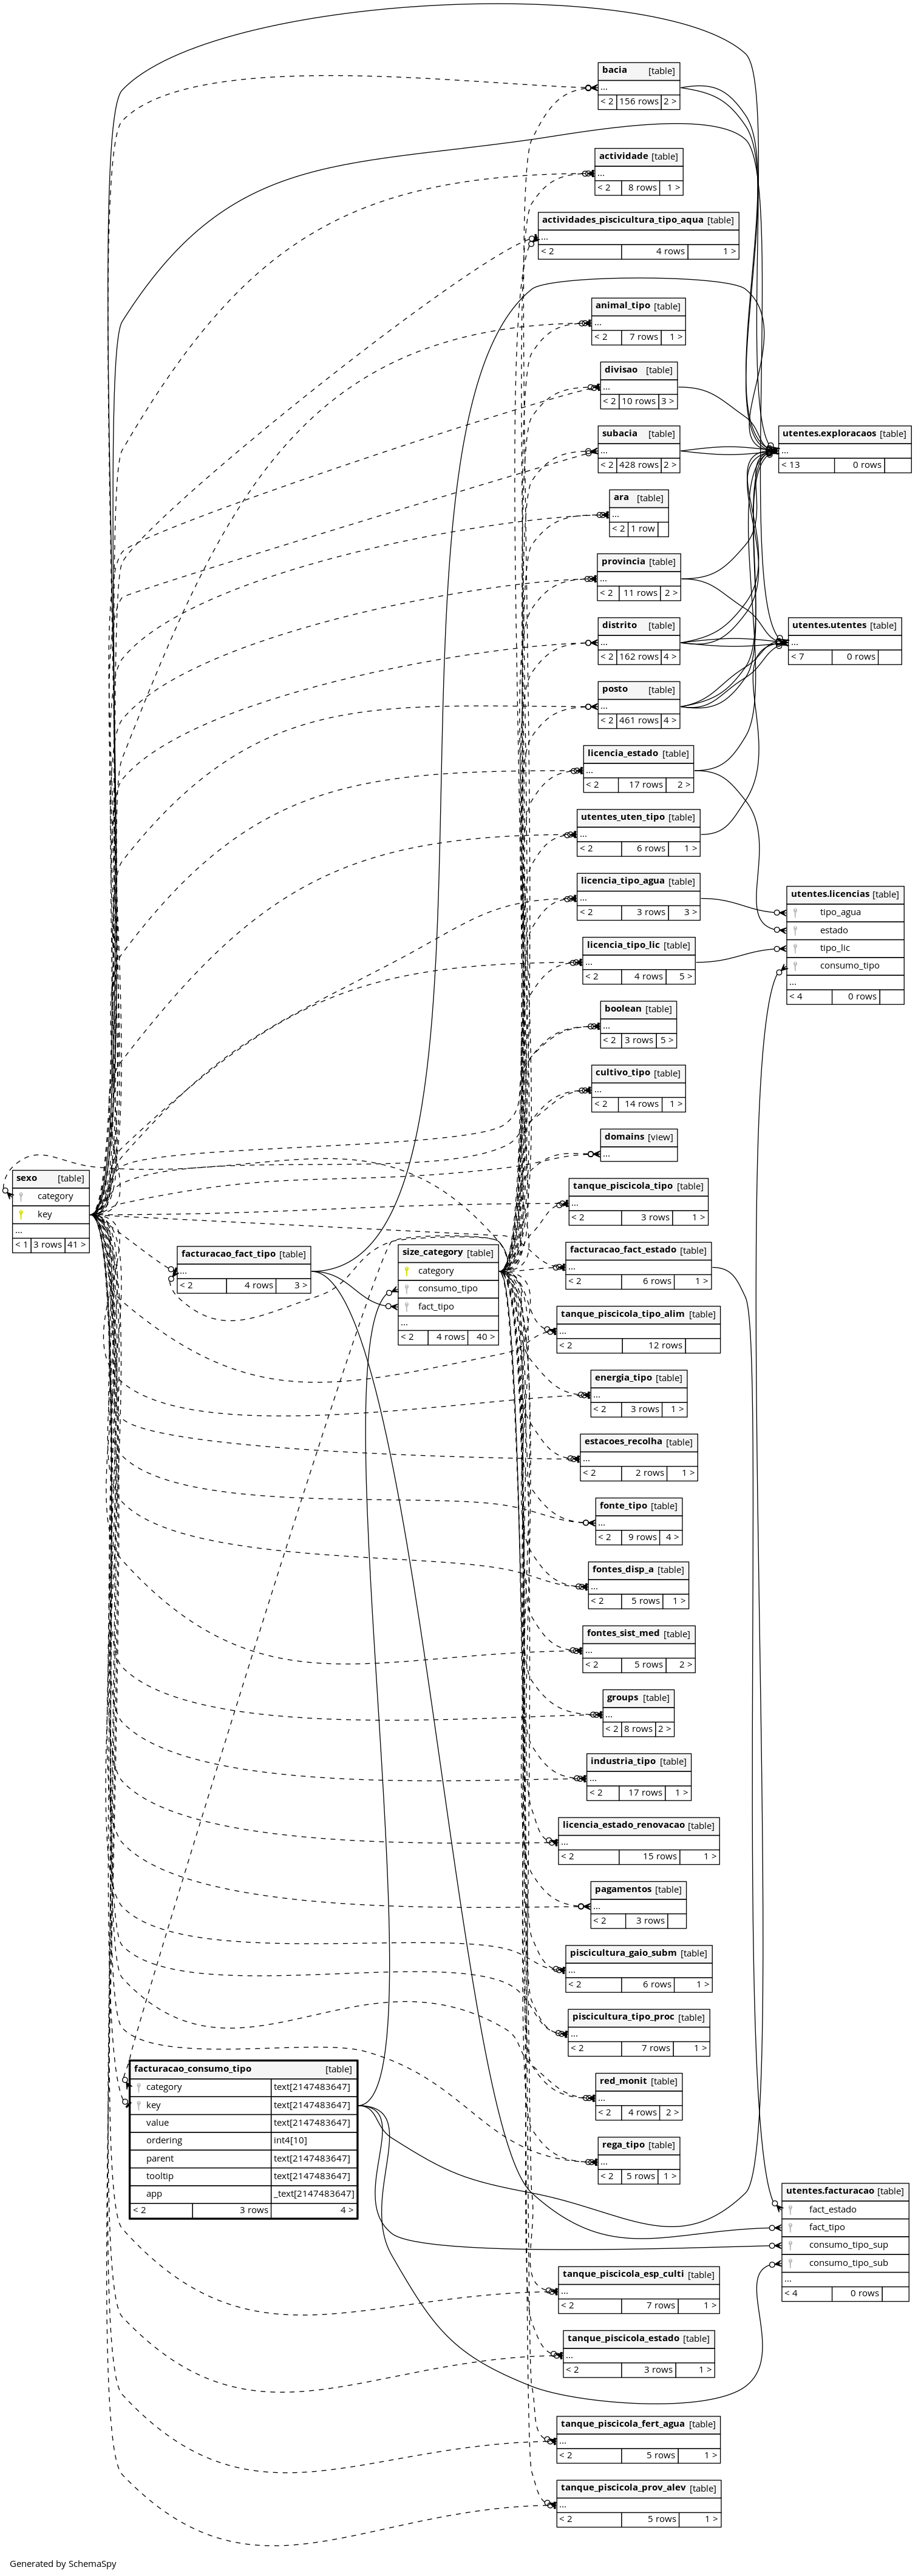 bacia [table]
...
< 2 156 rows 2 >
actividade [table]
...
< 2 8 rows 1 >
actividades_piscicultura_tipo_aqua [table]
...
< 2 4 rows 1 >
animal_tipo [table]
...
< 2 7 rows 1 >
divisao [table]
...
< 2 10 rows 3 >
subacia [table]
...
< 2 428 rows 2 >
utentes.exploracaos [table]
...
< 13 0 rows
ara [table]
...
< 2 1 row
provincia [table]
...
< 2 11 rows 2 >
distrito [table]
...
< 2 162 rows 4 >
utentes.utentes [table]
...
< 7 0 rows
posto [table]
...
< 2 461 rows 4 >
licencia_estado [table]
...
< 2 17 rows 2 >
utentes_uten_tipo [table]
...
< 2 6 rows 1 >
licencia_tipo_agua [table]
...
< 2 3 rows 3 >
utentes.licencias [table]
tipo_agua
estado
tipo_lic
consumo_tipo
...
< 4 0 rows
licencia_tipo_lic [table]
...
< 2 4 rows 5 >
boolean [table]
...
< 2 3 rows 5 >
cultivo_tipo [table]
...
< 2 14 rows 1 >
domains [view]
...
sexo [table]
category
key
...
< 1 3 rows 41 >
tanque_piscicola_tipo [table]
...
< 2 3 rows 1 >
facturacao_fact_tipo [table]
...
< 2 4 rows 3 >
size_category [table]
category
consumo_tipo
fact_tipo
...
< 2 4 rows 40 >
facturacao_fact_estado [table]
...
< 2 6 rows 1 >
tanque_piscicola_tipo_alim [table]
...
< 2 12 rows
energia_tipo [table]
...
< 2 3 rows 1 >
estacoes_recolha [table]
...
< 2 2 rows 1 >
fonte_tipo [table]
...
< 2 9 rows 4 >
fontes_disp_a [table]
...
< 2 5 rows 1 >
fontes_sist_med [table]
...
< 2 5 rows 2 >
groups [table]
...
< 2 8 rows 2 >
industria_tipo [table]
...
< 2 17 rows 1 >
licencia_estado_renovacao [table]
...
< 2 15 rows 1 >
pagamentos [table]
...
< 2 3 rows
piscicultura_gaio_subm [table]
...
< 2 6 rows 1 >
piscicultura_tipo_proc [table]
...
< 2 7 rows 1 >
facturacao_consumo_tipo [table]
category text[2147483647]
key text[2147483647]
value text[2147483647]
ordering int4[10]
parent text[2147483647]
tooltip text[2147483647]
app _text[2147483647]
< 2 3 rows 4 >
red_monit [table]
...
< 2 4 rows 2 >
rega_tipo [table]
...
< 2 5 rows 1 >
utentes.facturacao [table]
fact_estado
fact_tipo
consumo_tipo_sup
consumo_tipo_sub
...
< 4 0 rows
tanque_piscicola_esp_culti [table]
...
< 2 7 rows 1 >
tanque_piscicola_estado [table]
...
< 2 3 rows 1 >
tanque_piscicola_fert_agua [table]
...
< 2 5 rows 1 >
tanque_piscicola_prov_alev [table]
...
< 2 5 rows 1 >
Generated by SchemaSpy